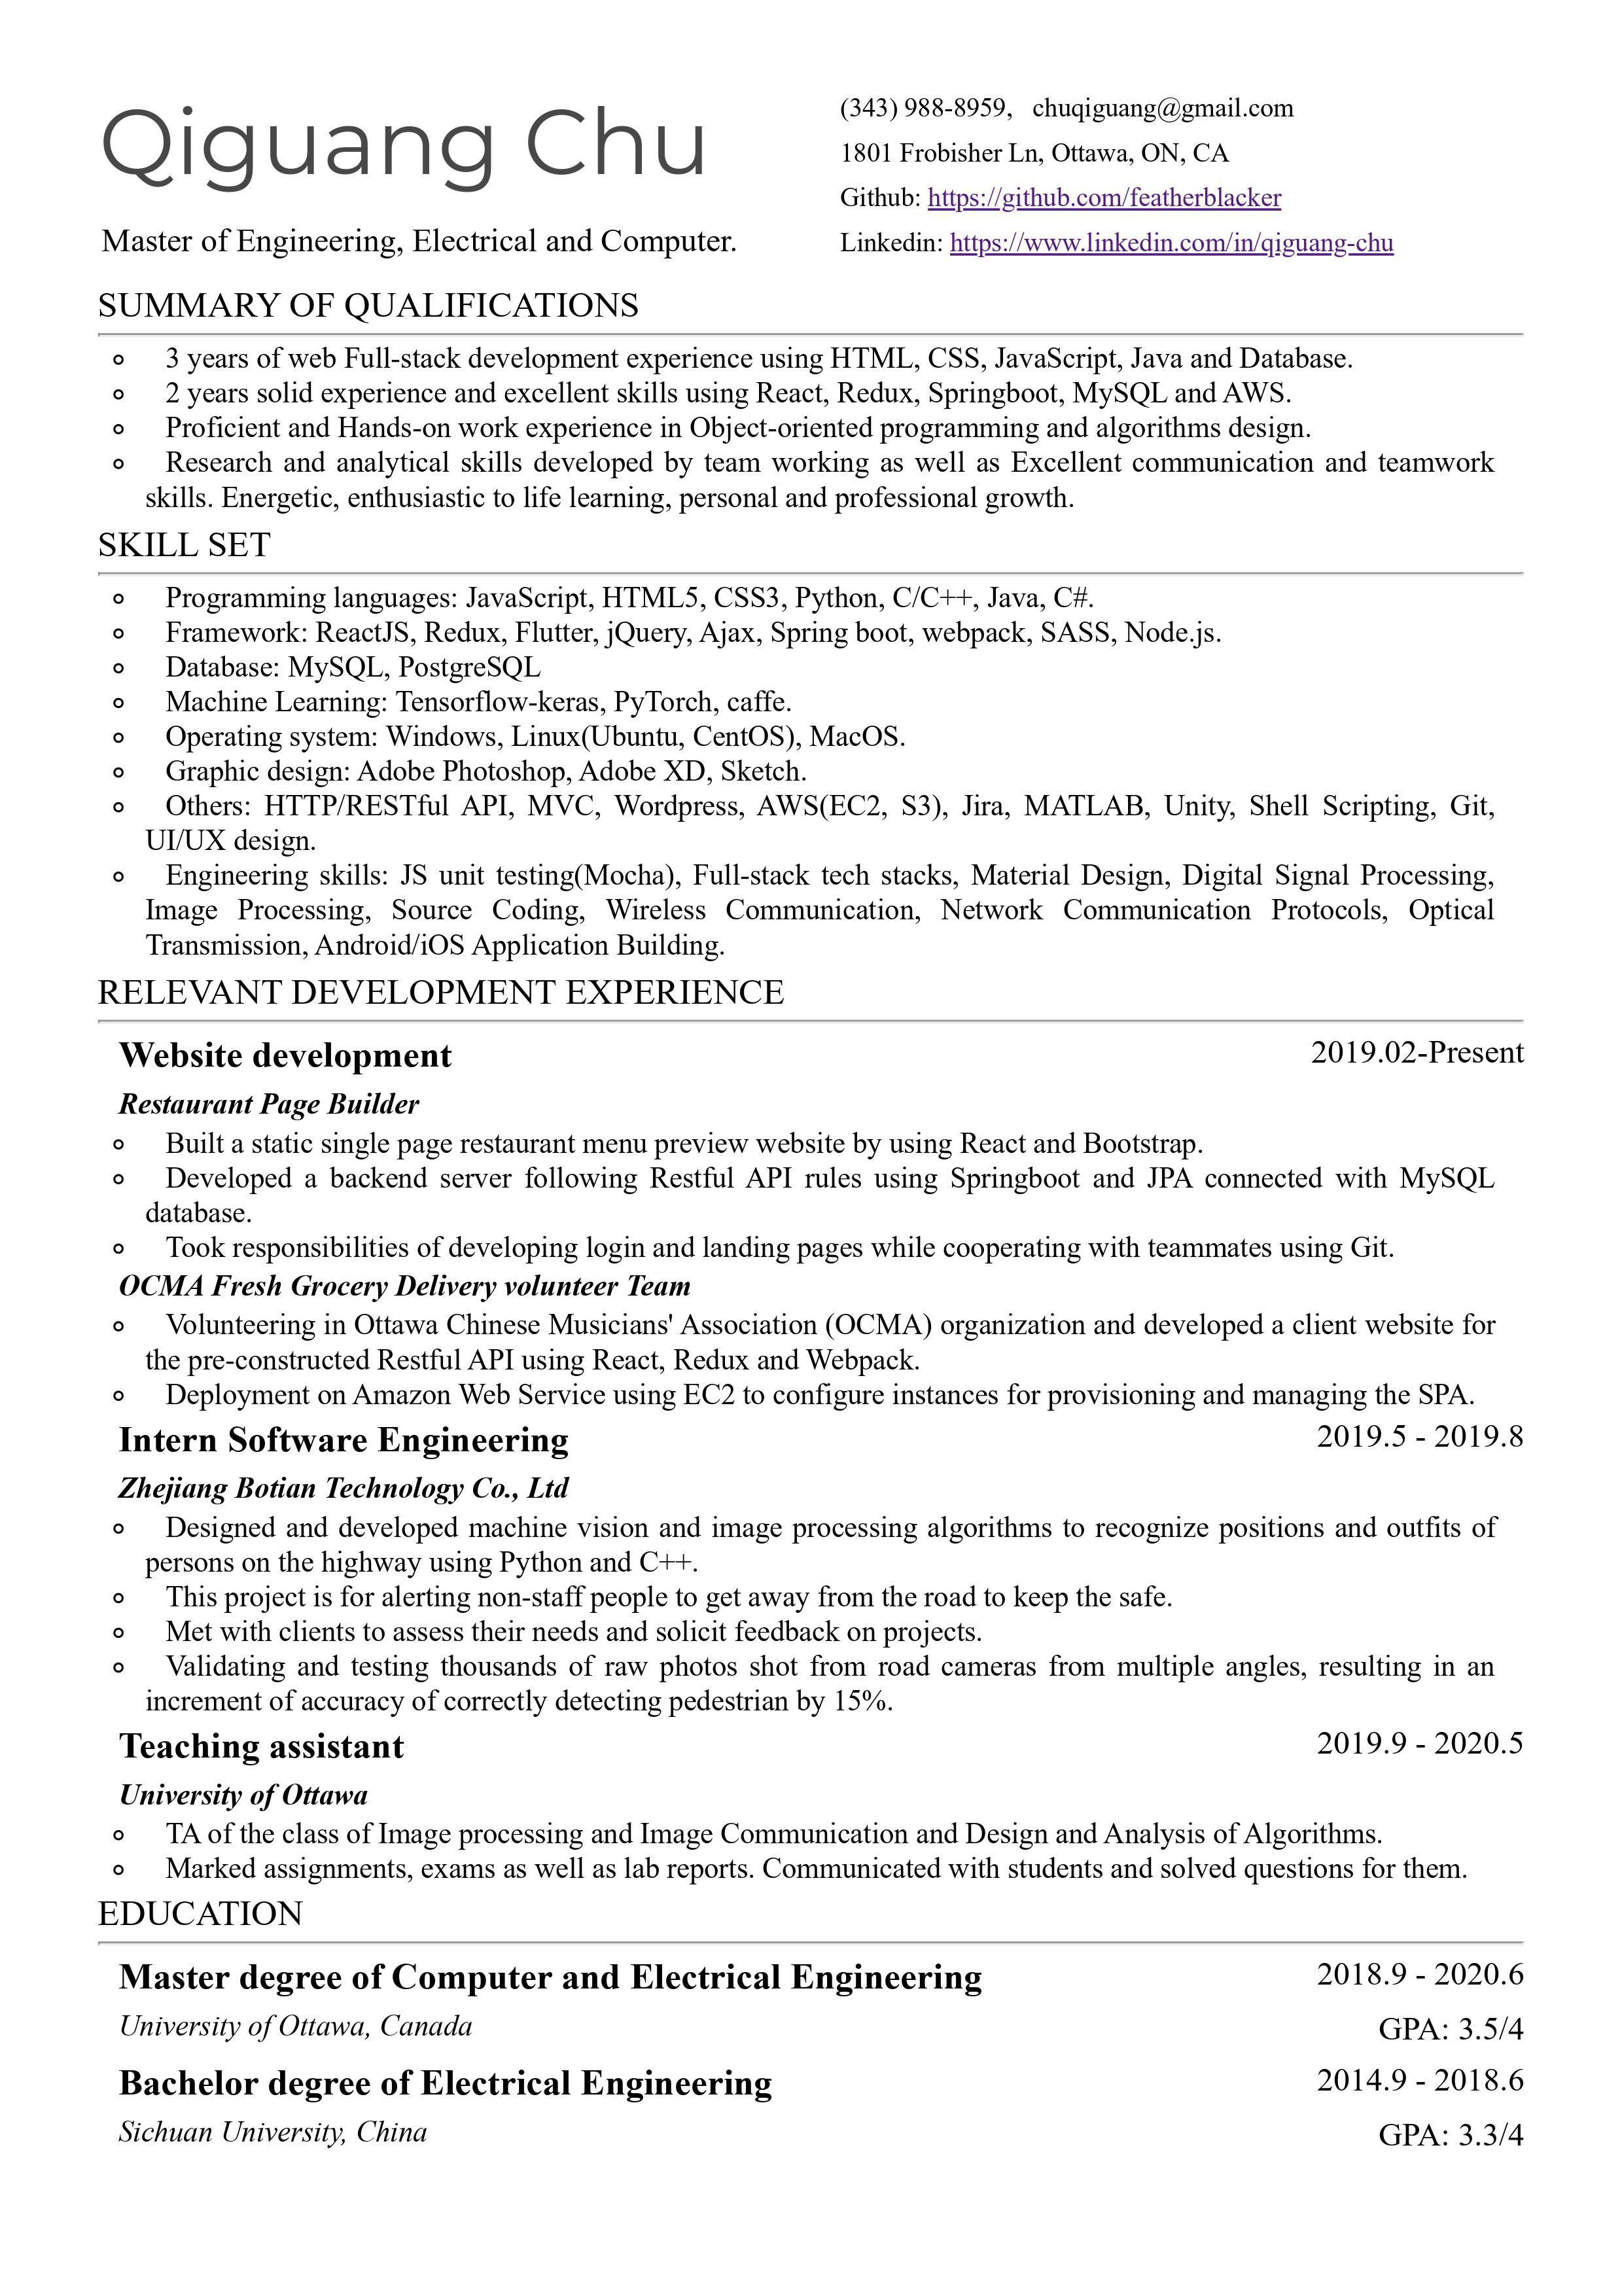 Qiguang Chu
Master of Engineering, Electrical and Computer.
(343) 988-8959, chuqiguang@gmail.com
1801 Frobisher Ln, Ottawa, ON, CA
Github: https://github.com/featherblacker
Linkedin: https://www.linkedin.com/in/qiguang-chu
SUMMARY OF QUALIFICATIONS
3 years of web Full-stack development experience using HTML, CSS, JavaScript, Java and Database.
2 years solid experience and excellent skills using React, Redux, Springboot, MySQL and AWS.
Proficient and Hands-on work experience in Object-oriented programming and algorithms design.
Research and analytical skills developed by team working as well as Excellent communication and teamwork
skills. Energetic, enthusiastic to life learning, personal and professional growth.
SKILL SET
Programming languages: JavaScript, HTML5, CSS3, Python, C/C++, Java, C#.
Framework: ReactJS, Redux, Flutter, jQuery, Ajax, Spring boot, webpack, SASS, Node.js.
Database: MySQL, PostgreSQL
Machine Learning: Tensorflow-keras, PyTorch, caffe.
Operating system: Windows, Linux(Ubuntu, CentOS), MacOS.
Graphic design: Adobe Photoshop, Adobe XD, Sketch.
Others: HTTP/RESTful API, MVC, Wordpress, AWS(EC2, S3), Jira, MATLAB, Unity, Shell Scripting, Git,
UI/UX design.
Engineering skills: JS unit testing(Mocha), Full-stack tech stacks, Material Design, Digital Signal Processing,
Image Processing, Source Coding, Wireless Communication, Network Communication Protocols, Optical
Transmission, Android/iOS Application Building.
RELEVANT DEVELOPMENT EXPERIENCE
Website development 2019.02-Present
Restaurant Page Builder
Built a static single page restaurant menu preview website by using React and Bootstrap.
Developed a backend server following Restful API rules using Springboot and JPA connected with MySQL
database.
Took responsibilities of developing login and landing pages while cooperating with teammates using Git.
OCMA Fresh Grocery Delivery volunteer Team
Volunteering in Ottawa Chinese Musicians' Association (OCMA) organization and developed a client website for
the pre-constructed Restful API using React, Redux and Webpack.
Deployment on Amazon Web Service using EC2 to configure instances for provisioning and managing the SPA.
Intern Software Engineering 2019.5 - 2019.8
Zhejiang Botian Technology Co., Ltd
Designed and developed machine vision and image processing algorithms to recognize positions and outfits of
persons on the highway using Python and C++.
This project is for alerting non-staff people to get away from the road to keep the safe.
Met with clients to assess their needs and solicit feedback on projects.
Validating and testing thousands of raw photos shot from road cameras from multiple angles, resulting in an
increment of accuracy of correctly detecting pedestrian by 15%.
Teaching assistant 2019.9 - 2020.5
University of Ottawa
TA of the class of Image processing and Image Communication and Design and Analysis of Algorithms.
Marked assignments, exams as well as lab reports. Communicated with students and solved questions for them.
EDUCATION
Master degree of Computer and Electrical Engineering 2018.9 - 2020.6
University of Ottawa, Canada GPA: 3.5/4
Bachelor degree of Electrical Engineering 2014.9 - 2018.6
Sichuan University, China GPA: 3.3/4